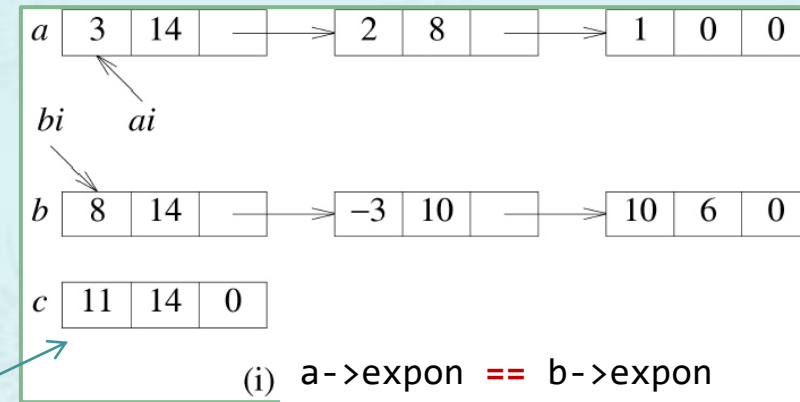 a 3 14 2 8 1 0 0
bi ai
b 8 14 −3 10 10 6 0
c 11 14 0
(i) a->expon == b->expon